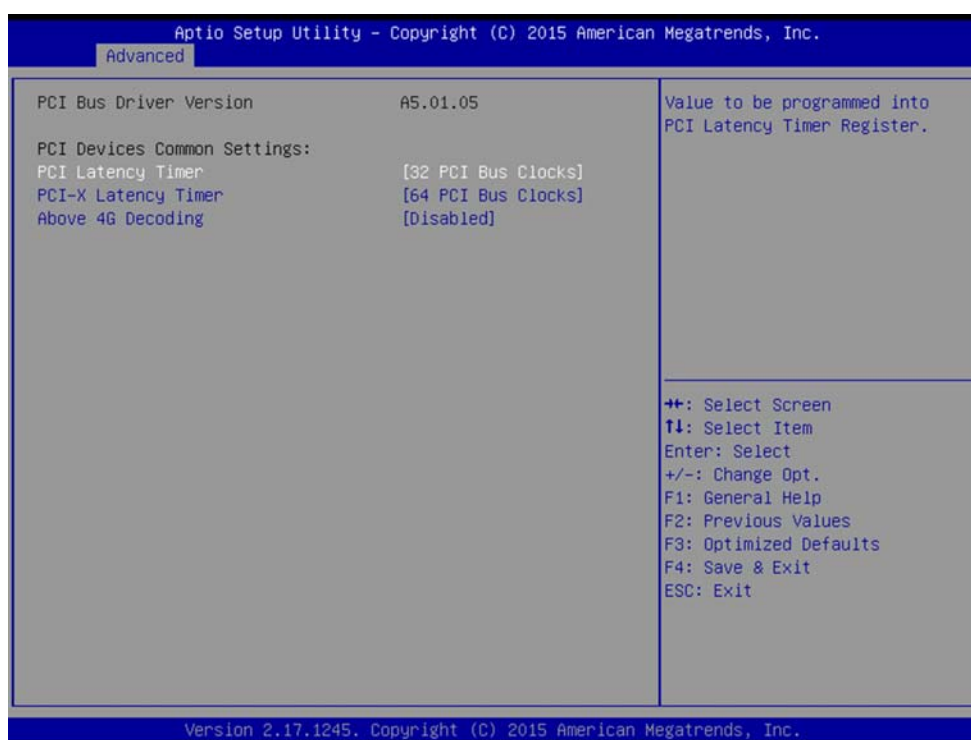 Aptio Setup Utility – Copyright (C) 2015 American Megatrends, Inc.
Advanced
PCI Bus Driver Version A5.01.05
PCI Devices Common Settings:
PCI Latency Timer [32 PCI Bus Clocks]
PCI-X Latency Timer [64 PCI Bus Clocks]
Above 4G Decoding [Disabled]
Value to be programmed into
PCI Latency Timer Register.
→←: Select Screen
↑↓: Select Item
Enter: Select
+/-: Change Opt.
F1: General Help
F2: Previous Values
F3: Optimized Defaults
F4: Save & Exit
ESC: Exit
Version 2.17.1245. Copyright (C) 2015 American Megatrends, Inc.